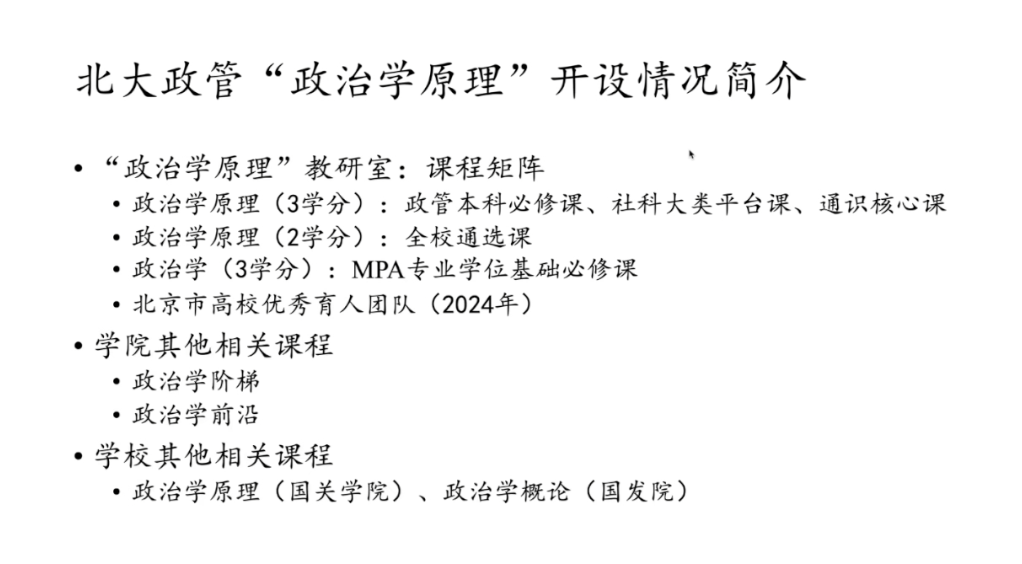 北大政管“政治学原理”开设情况简介
• “政治学原理”教研室：课程矩阵
• 政治学原理（3学分）：政管本科必修课、社科大类平台课、通识核心课
• 政治学原理（2学分）：全校通选课
• 政治学（3学分）：MPA专业学位基础必修课
• 北京市高校优秀育人团队（2024年）
• 学院其他相关课程
• 政治学阶梯
• 政治学前沿
• 学校其他相关课程
• 政治学原理（国关学院）、政治学概论（国发院）